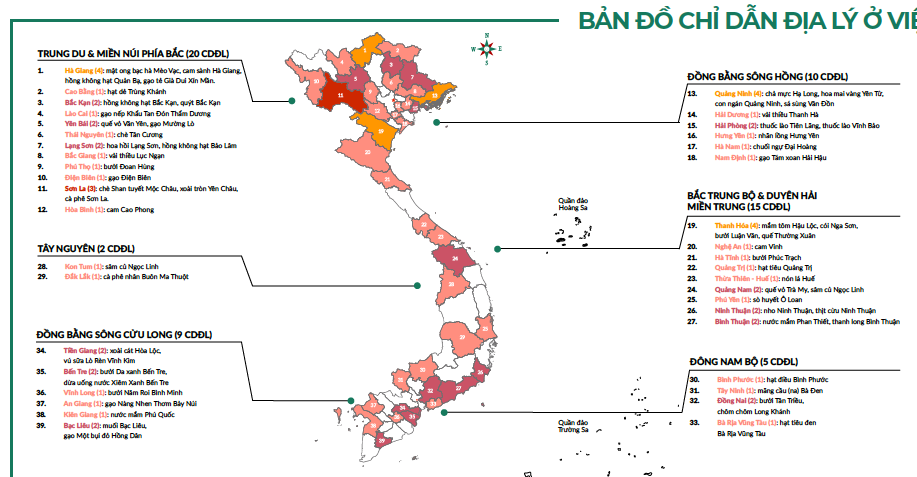 BẢN ĐỒ CHỈ DẪN ĐỊA LÝ Ở VIỆ
N
W
E
S
TRUNG DU & MIỀN NÚI PHÍA BẮC (20 CDĐL)
1. Hà Giang (4): mật ong bạc hà Mèo Vạc, cam sành Hà Giang,
hồng không hạt Quản Bạ, gạo tẻ Già Dui Xín Mần.
2. Cao Bằng (1): hạt dẻ Trùng Khánh
3. Bắc Kạn (2): hồng không hạt Bắc Kạn, quýt Bắc Kạn
4. Lào Cai (1): gạo nếp Khẩu Tan Đón Thẩm Dương
5. Yên Bái (2): quế vỏ Văn Yên, gạo Mường Lò
6. Thái Nguyên (1): chè Tân Cương
7. Lạng Sơn (2): hoa hồi Lạng Sơn, hồng không hạt Bảo Lâm
8. Bắc Giang (1): vải thiều Lục Ngạn
9. Phú Thọ (1): bưởi Đoan Hùng
10. Điện Biên (1): gạo Điện Biên
11. Sơn La (3): chè Shan tuyết Mộc Châu, xoài tròn Yên Châu,
cà phê Sơn La.
12. Hòa Bình (1): cam Cao Phong
ĐỒNG BẰNG SÔNG HỒNG (10 CDĐL)
13. Quảng Ninh (4): chả mực Hạ Long, hoa mai vàng Yên Tử,
con ngán Quảng Ninh, sá sùng Vân Đồn
14. Hải Dương (1): vải thiều Thanh Hà
15. Hải Phòng (2): thuốc lào Tiên Lãng, thuốc lào Vĩnh Bảo
16. Hưng Yên (1): nhãn lồng Hưng Yên
17. Hà Nam (1): chuối ngự Đại Hoàng
18. Nam Định (1): gạo Tám xoan Hải Hậu
BẮC TRUNG BỘ & DUYÊN HẢI
MIỀN TRUNG (15 CDĐL)
19. Thanh Hóa (4): mắm tôm Hậu Lộc, cói Nga Sơn,
bưởi Luận Văn, quế Thường Xuân
20. Nghệ An (1): cam Vinh
21. Hà Tĩnh (1): bưởi Phúc Trạch
22. Quảng Trị (1): hạt tiêu Quảng Trị
23. Thừa Thiên - Huế (1): nón lá Huế
24. Quảng Nam (2): quế vỏ Trà My, sâm củ Ngọc Linh
25. Phú Yên (1): sò huyết Ô Loan
26. Ninh Thuận (2): nho Ninh Thuận, thịt cừu Ninh Thuận
27. Bình Thuận (2): nước mắm Phan Thiết, thanh long Bình Thuận
Quần đảo
Hoàng Sa
TÂY NGUYÊN (2 CDĐL)
28. Kon Tum (1): sâm củ Ngọc Linh
29. Đắk Lắk (1): cà phê nhân Buôn Ma Thuột
ĐỒNG BẰNG SÔNG CỬU LONG (9 CDĐL)
34. Tiền Giang (2): xoài cát Hòa Lộc,
vú sữa Lò Rèn Vĩnh Kim
35. Bến Tre (2): bưởi Da xanh Bến Tre,
dừa uống nước Xiêm Xanh Bến Tre
36. Vĩnh Long (1): bưởi Năm Roi Bình Minh
37. An Giang (1): gạo Nàng Nhen Thơm Bảy Núi
38. Kiên Giang (1): nước mắm Phú Quốc
39. Bạc Liêu (2): muối Bạc Liêu,
gạo Một bụi đỏ Hồng Dân
ĐÔNG NAM BỘ (5 CDĐL)
30. Bình Phước (1): hạt điều Bình Phước
31. Tây Ninh (1): mãng cầu (na) Bà Đen
32. Đồng Nai (2): bưởi Tân Triều,
chôm chôm Long Khánh
33. Bà Rịa Vũng Tàu (1): hạt tiêu đen
Bà Rịa Vũng Tàu
Quần đảo
Trường Sa